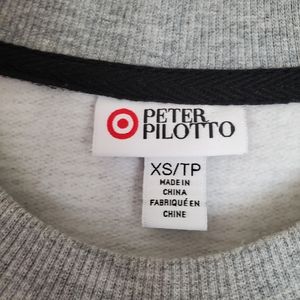 PETER
PILOTTO
XS/TP
MADE IN
CHINA
FABRIQUÉ EN
CHINE